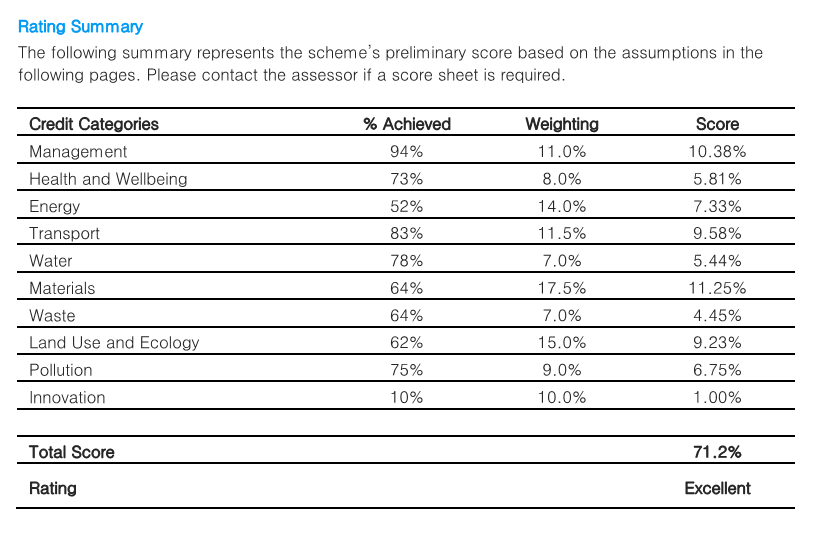 Rating Summary
The following summary represents the scheme's preliminary score based on the assumptions in the
following pages. Please contact the assessor if a score sheet is required.
Credit Categories % Achieved Weighting Score
Management 94% 11.0% 10.38%
Health and Wellbeing 73% 8.0% 5.81%
Energy 52% 14.0% 7.33%
Transport 83% 11.5% 9.58%
Water 78% 7.0% 5.44%
Materials 64% 17.5% 11.25%
Waste 64% 7.0% 4.45%
Land Use and Ecology 62% 15.0% 9.23%
Pollution 75% 9.0% 6.75%
Innovation 10% 10.0% 1.00%
Total Score 71.2%
Rating Excellent